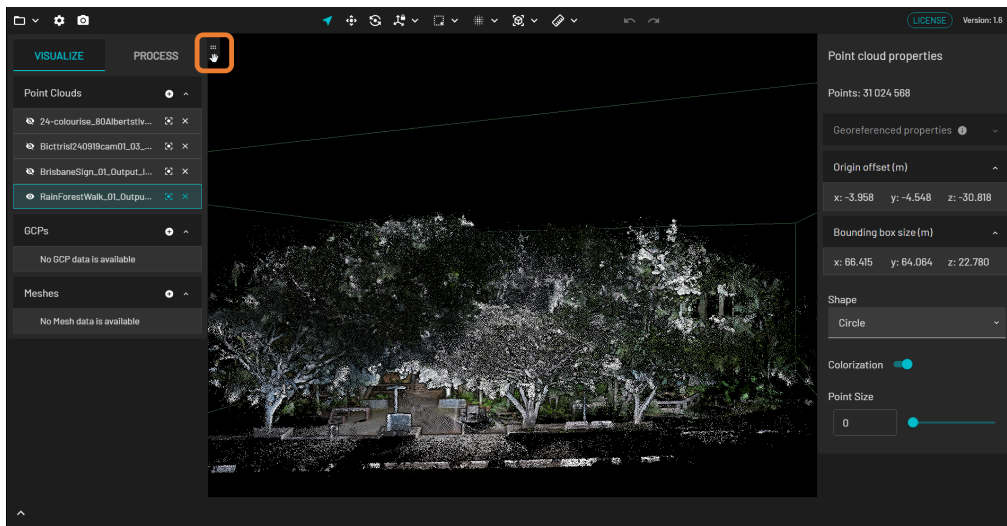 LICENSE Version: 1.6
VISUALIZE PROCESS
Point Clouds
24-colourise_80Albertstlv...
Bicttrisl240919cam01_03_...
BrisbaneSign_01_Output_l...
RainForestWalk_01_Outpu...
GCPs
No GCP data is available
Meshes
No Mesh data is available
Point cloud properties
Points: 31 024 568
Georeferenced properties
Origin offset (m)
x: -3.958 y: -4.548 z: -30.818
Bounding box size (m)
x: 66.415 y: 64.064 z: 22.780
Shape
Circle
Colorization
Point Size
0